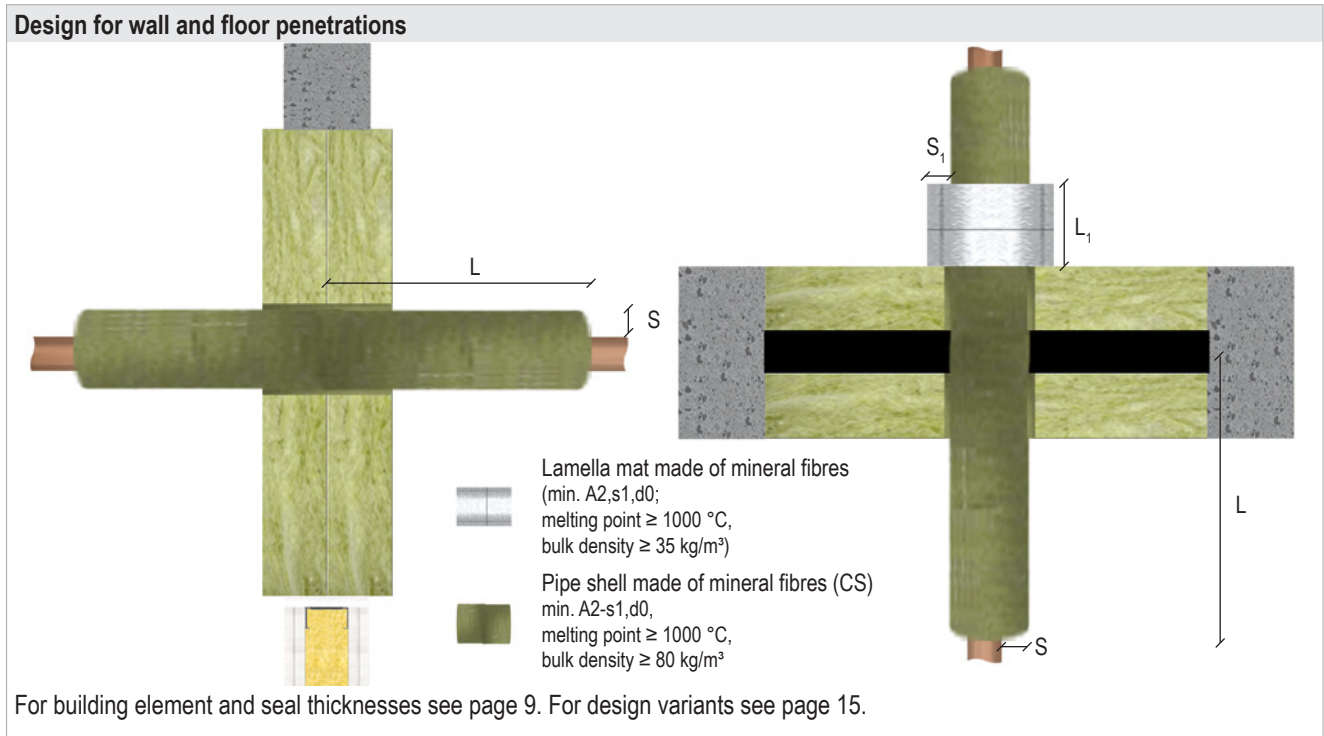 Design for wall and floor penetrations
L
S
S₁
L₁
L
S
Lamella mat made of mineral fibres
(min. A2,s1,d0;
melting point ≥ 1000 °C,
bulk density ≥ 35 kg/m³)
Pipe shell made of mineral fibres (CS)
min. A2-s1,d0,
melting point ≥ 1000 °C,
bulk density ≥ 80 kg/m³
For building element and seal thicknesses see page 9. For design variants see page 15.